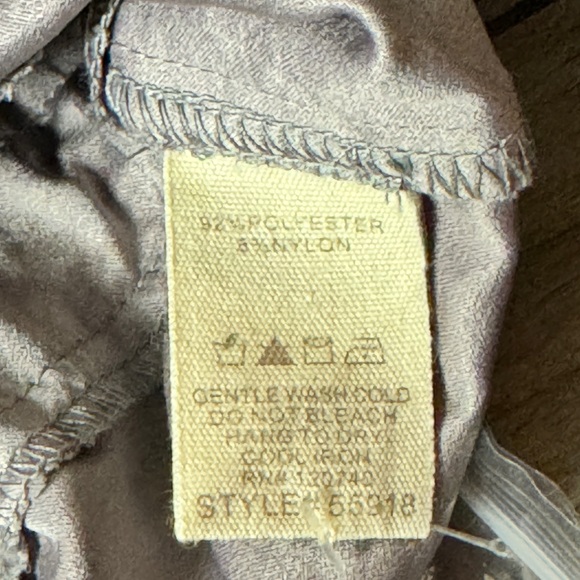 92% POLYESTER
8% NYLON
GENTLE WASH COLD
DO NOT BLEACH
HANG TO DRY
COOL IRON
RN# 120740
STYLE# 55918